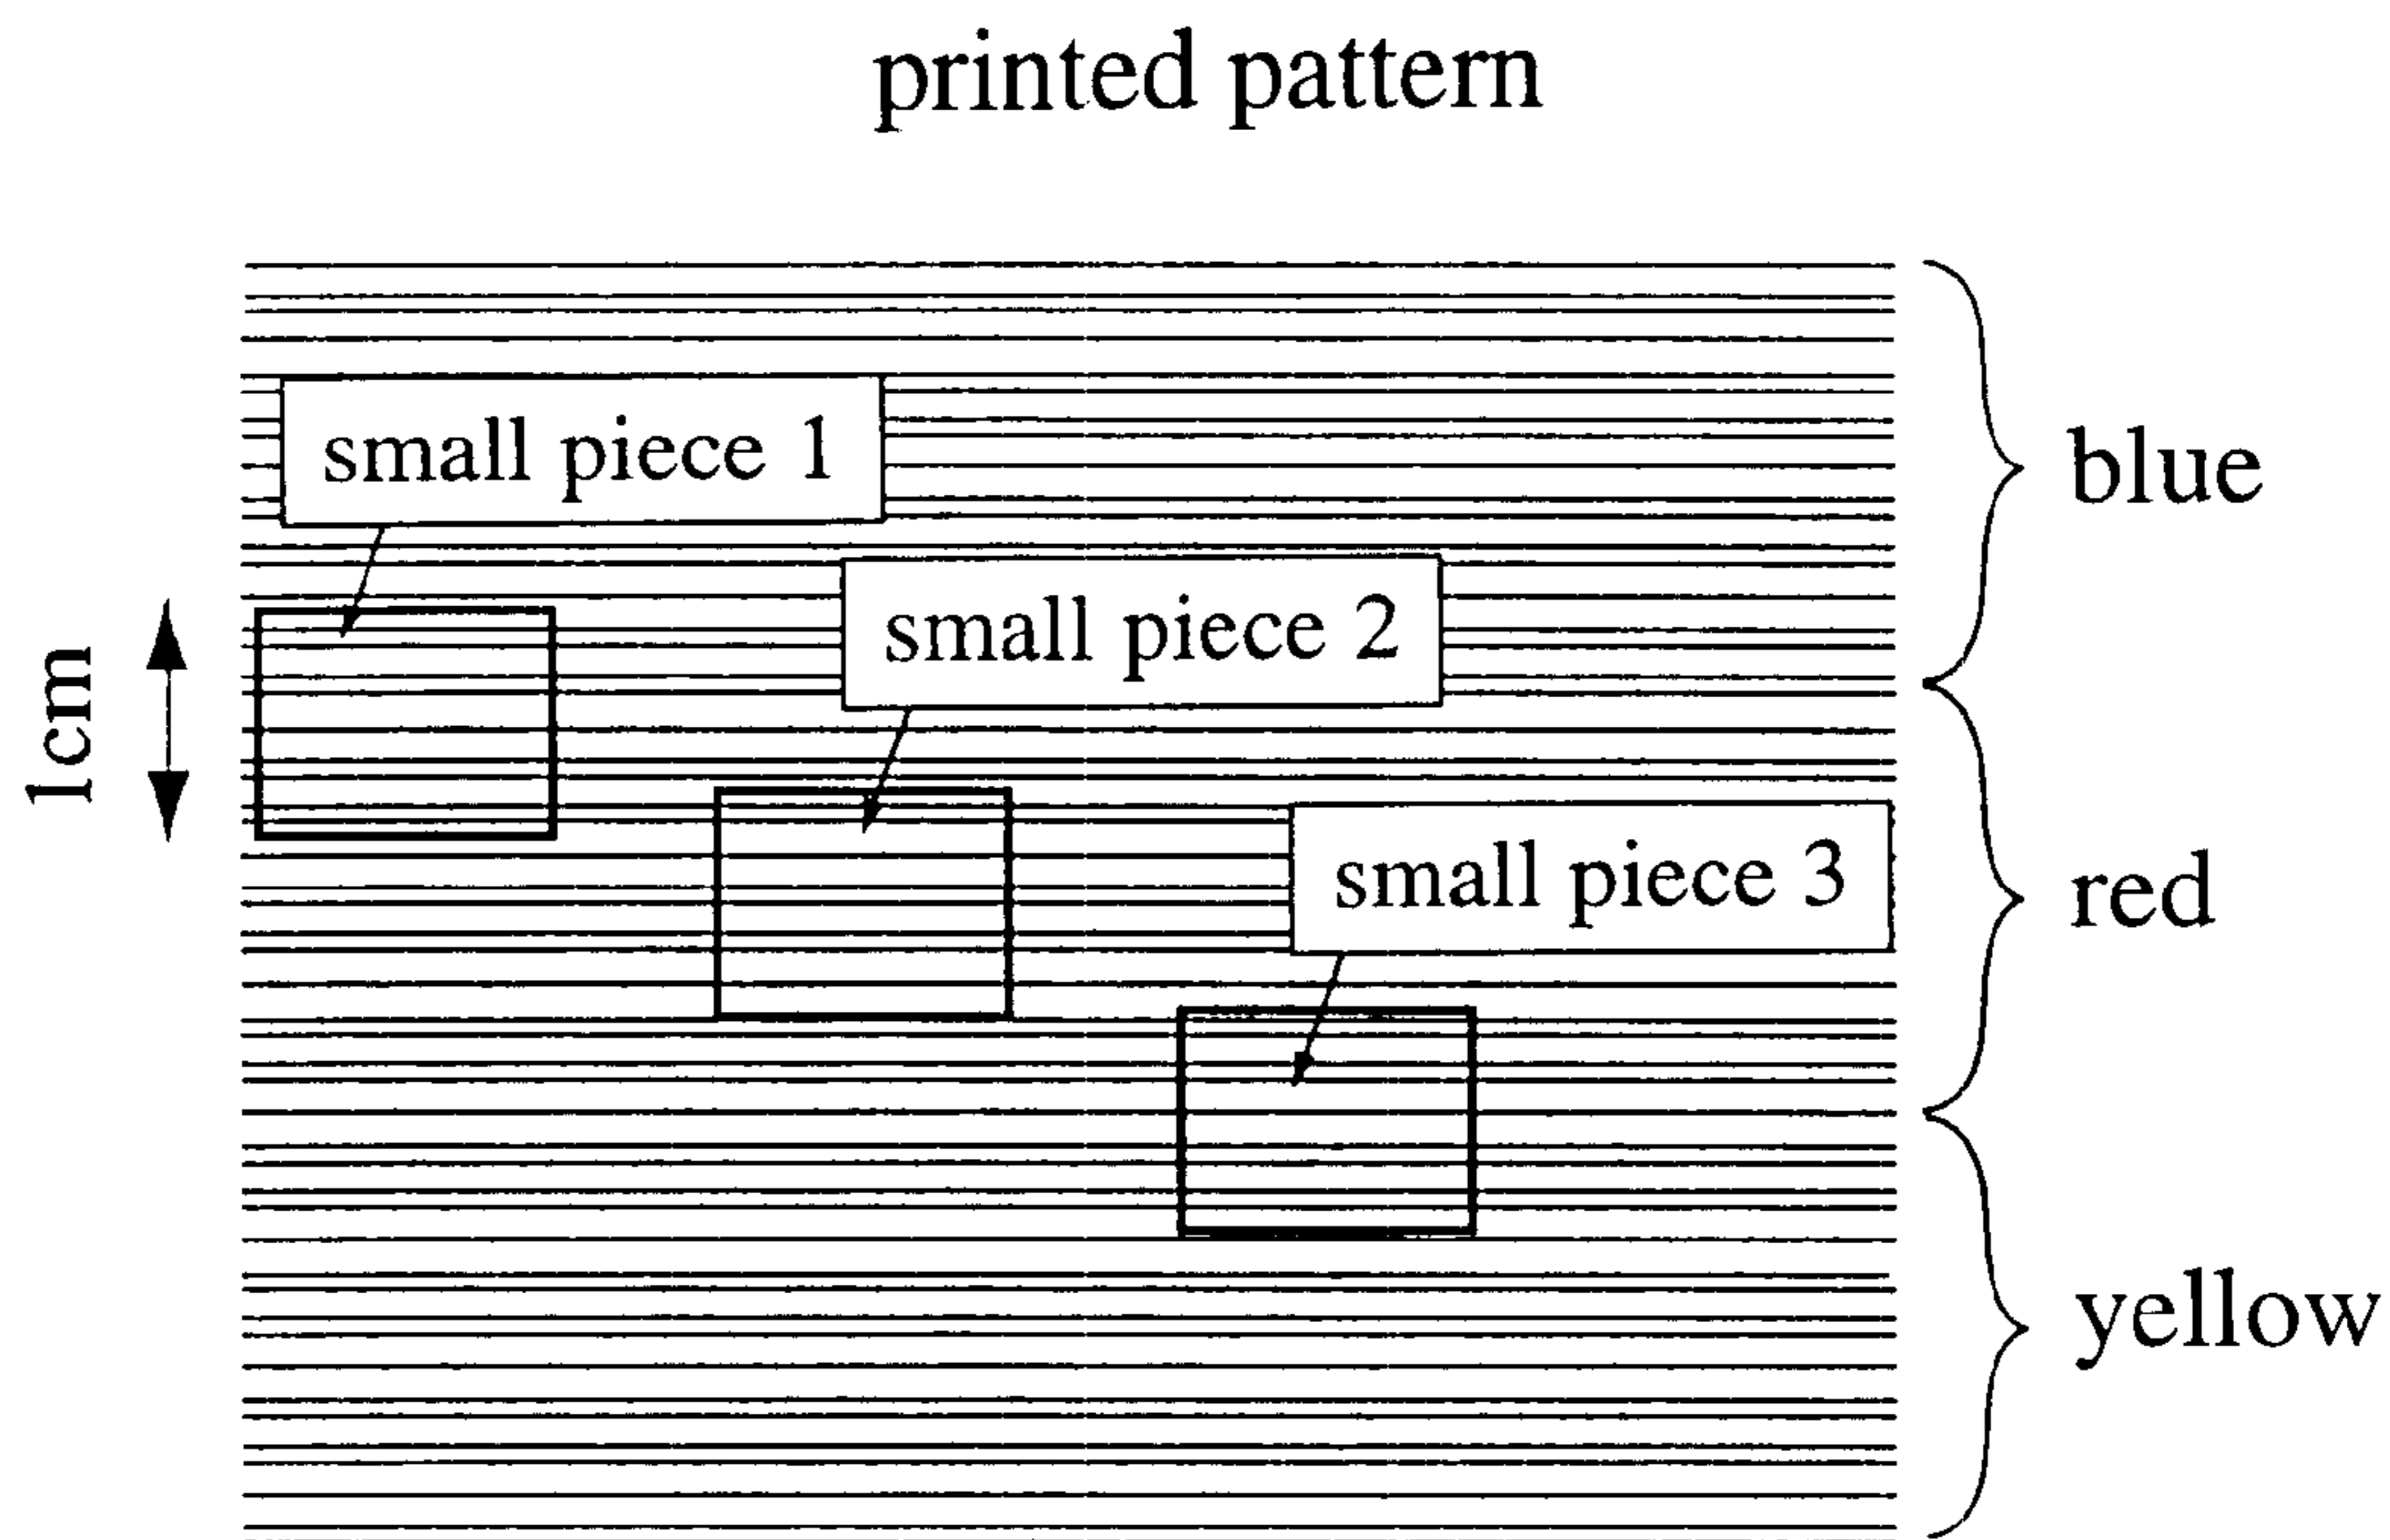 printed pattern
small piece 1
blue
small piece 2
1cm
small piece 3
red
yellow